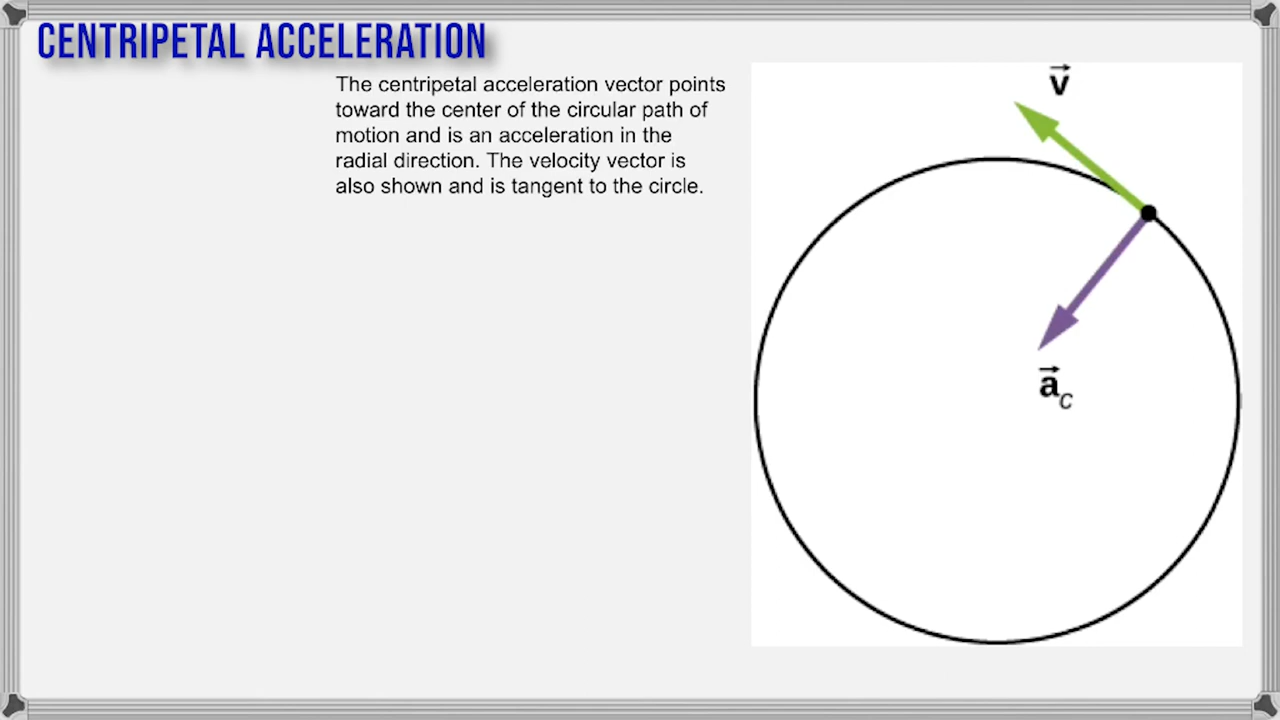 CENTRIPETAL ACCELERATION
The centripetal acceleration vector points
toward the center of the circular path of
motion and is an acceleration in the
radial direction. The velocity vector is
also shown and is tangent to the circle.
v⃗
a⃗c